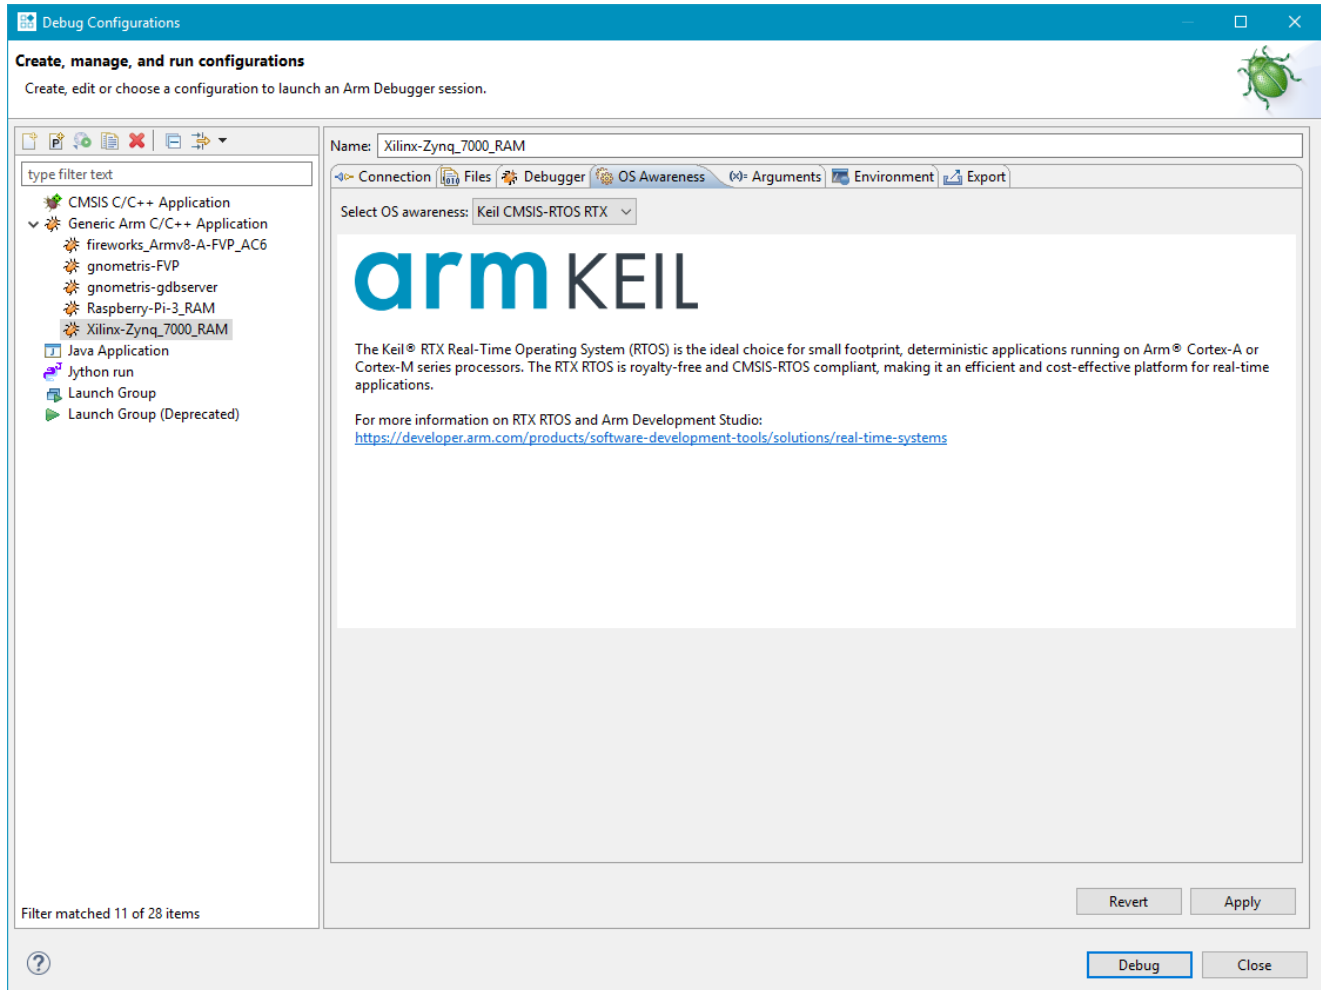 Debug Configurations
Create, manage, and run configurations
Create, edit or choose a configuration to launch an Arm Debugger session.
type filter text
CMSIS C/C++ Application
Generic Arm C/C++ Application
fireworks_Armv8-A-FVP_AC6
gnometris-FVP
gnometris-gdbserver
Raspberry-Pi-3_RAM
Xilinx-Zynq_7000_RAM
Java Application
Jython run
Launch Group
Launch Group (Deprecated)
Filter matched 11 of 28 items
Name: Xilinx-Zynq_7000_RAM
Connection Files Debugger OS Awareness (x)= Arguments Environment Export
Select OS awareness: Keil CMSIS-RTOS RTX
arm KEIL
The Keil® RTX Real-Time Operating System (RTOS) is the ideal choice for small footprint, deterministic applications running on Arm® Cortex-A or
Cortex-M series processors. The RTX RTOS is royalty-free and CMSIS-RTOS compliant, making it an efficient and cost-effective platform for real-time
applications.
For more information on RTX RTOS and Arm Development Studio:
https://developer.arm.com/products/software-development-tools/solutions/real-time-systems
Revert Apply
Debug Close